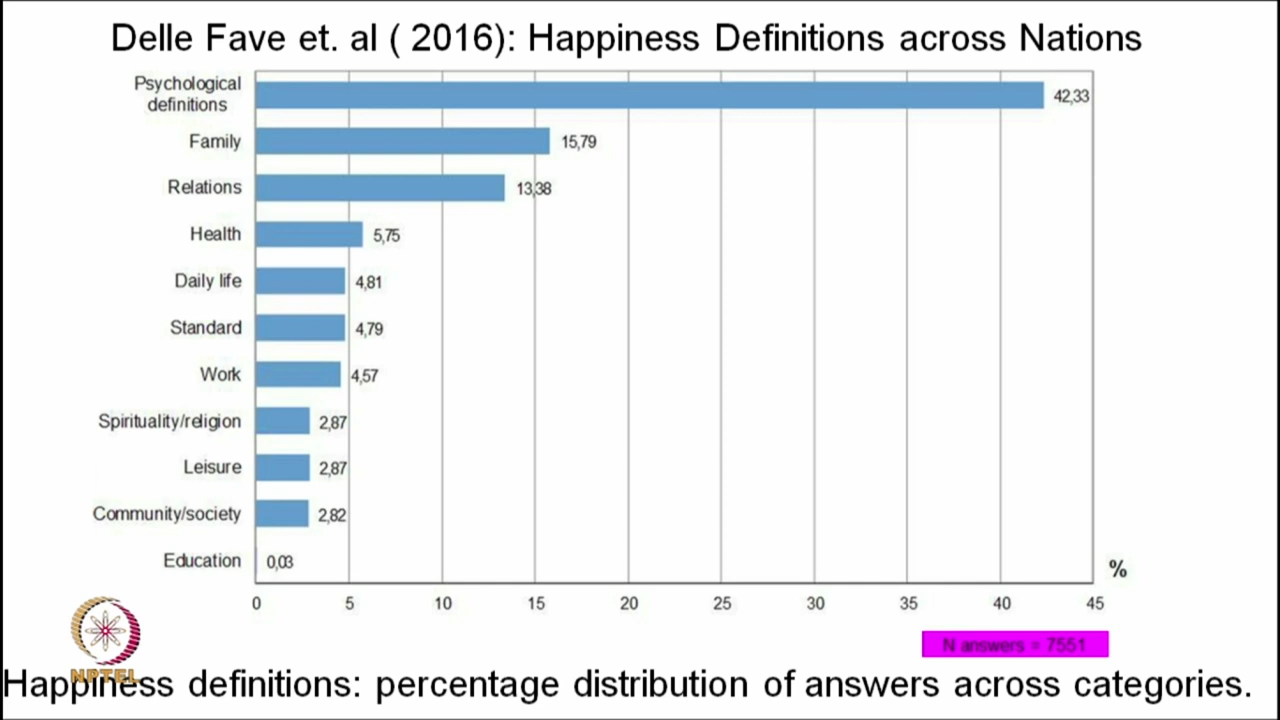 Delle Fave et. al ( 2016): Happiness Definitions across Nations
Psychological
definitions
42,33
Family
15,79
Relations
13,38
Health
5,75
Daily life
4,81
Standard
4,79
Work
4,57
Spirituality/religion
2,87
Leisure
2,87
Community/society
2,82
Education
0,03
%
0 5 10 15 20 25 30 35 40 45
N answers = 7551
NPTEL
Happiness definitions: percentage distribution of answers across categories.